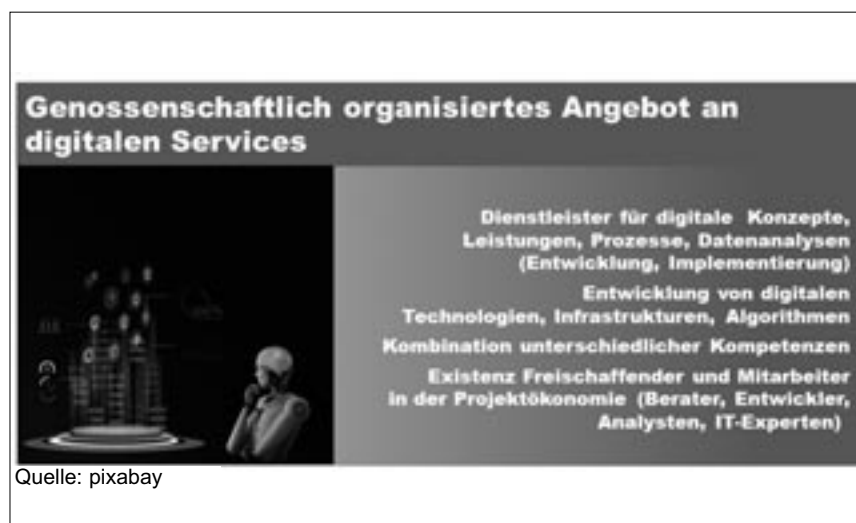 Genossenschaftlich organisiertes Angebot an
digitalen Services
Dienstleister für digitale Konzepte,
Leistungen, Prozesse, Datenanalysen
(Entwicklung, Implementierung)
Entwicklung von digitalen
Technologien, Infrastrukturen, Algorithmen
Kombination unterschiedlicher Kompetenzen
Existenz Freischaffender und Mitarbeiter
in der Projektökonomie (Berater, Entwickler,
Analysten, IT-Experten)
Quelle: pixabay